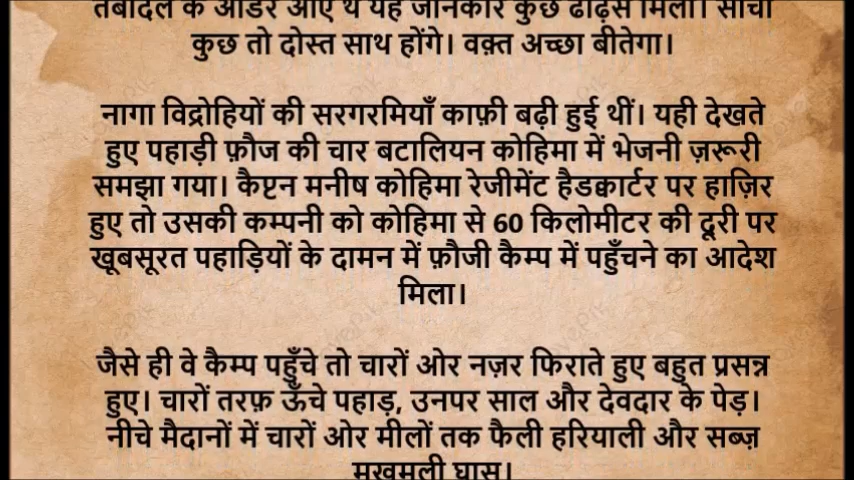 तबादले के आर्डर आए थे यह जानकर कुछ ढाढ़स मिला। सोचा
कुछ तो दोस्त साथ होंगे। वक़्त अच्छा बीतेगा।
नागा विद्रोहियों की सरगरमियाँ काफ़ी बढ़ी हुई थीं। यही देखते
हुए पहाड़ी फ़ौज की चार बटालियन कोहिमा में भेजनी ज़रूरी
समझा गया। कैप्टन मनीष कोहिमा रेजीमेंट हैडक्वार्टर पर हाज़िर
हुए तो उसकी कम्पनी को कोहिमा से 60 किलोमीटर की दूरी पर
खूबसूरत पहाड़ियों के दामन में फ़ौजी कैम्प में पहुँचने का आदेश
मिला।
जैसे ही वे कैम्प पहुँचे तो चारों ओर नज़र फिराते हुए बहुत प्रसन्न
हुए। चारों तरफ़ ऊँचे पहाड़, उनपर साल और देवदार के पेड़।
नीचे मैदानों में चारों ओर मीलों तक फैली हरियाली और सब्ज़
मखमली घास।